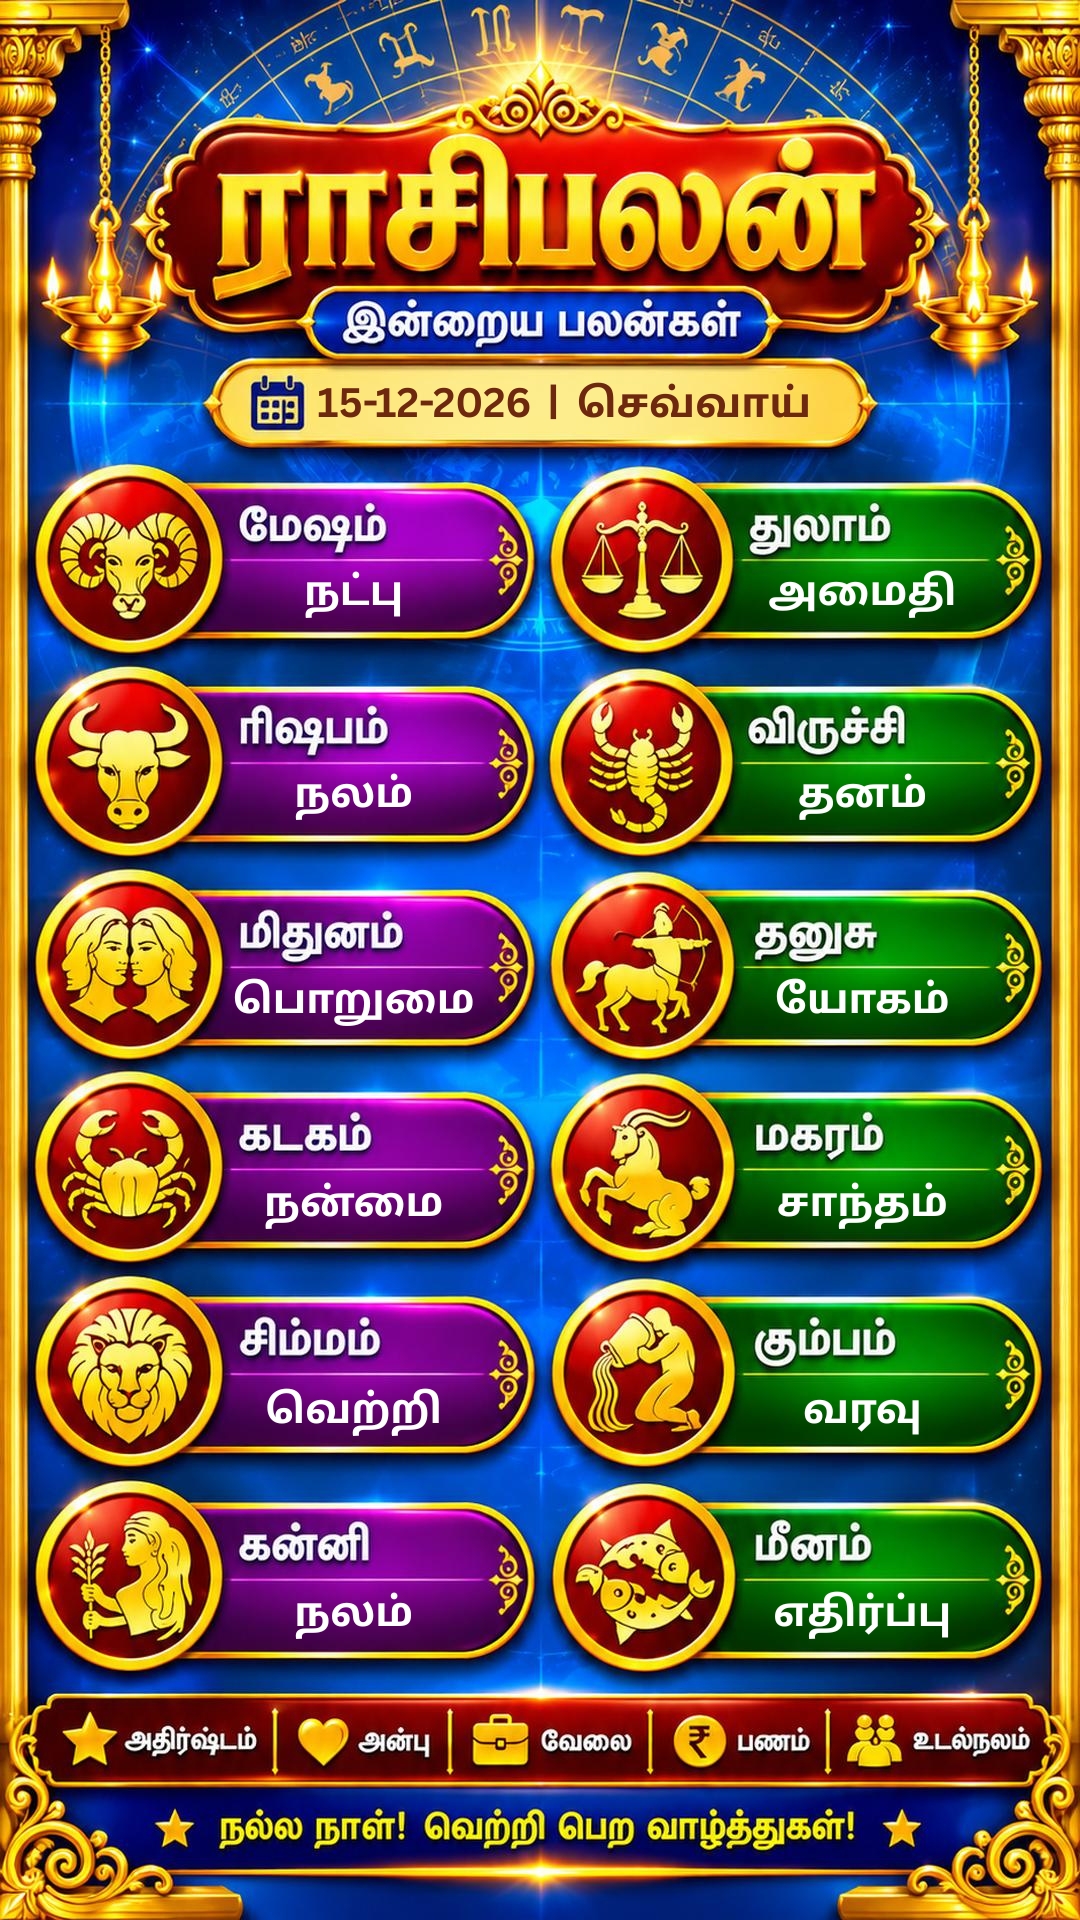 ராசிபலன்
இன்றைய பலன்கள்
15-12-2026 | செவ்வாய்
மேஷம்
நட்பு
துலாம்
அமைதி
ரிஷபம்
நலம்
விருச்சி
தனம்
மிதுனம்
பொறுமை
தனுசு
யோகம்
கடகம்
நன்மை
மகரம்
சாந்தம்
சிம்மம்
வெற்றி
கும்பம்
வரவு
கன்னி
நலம்
மீனம்
எதிர்ப்பு
அதிர்ஷ்டம்
அன்பு
வேலை
பணம்
உடல்நலம்
நல்ல நாள்! வெற்றி பெற வாழ்த்துகள்!